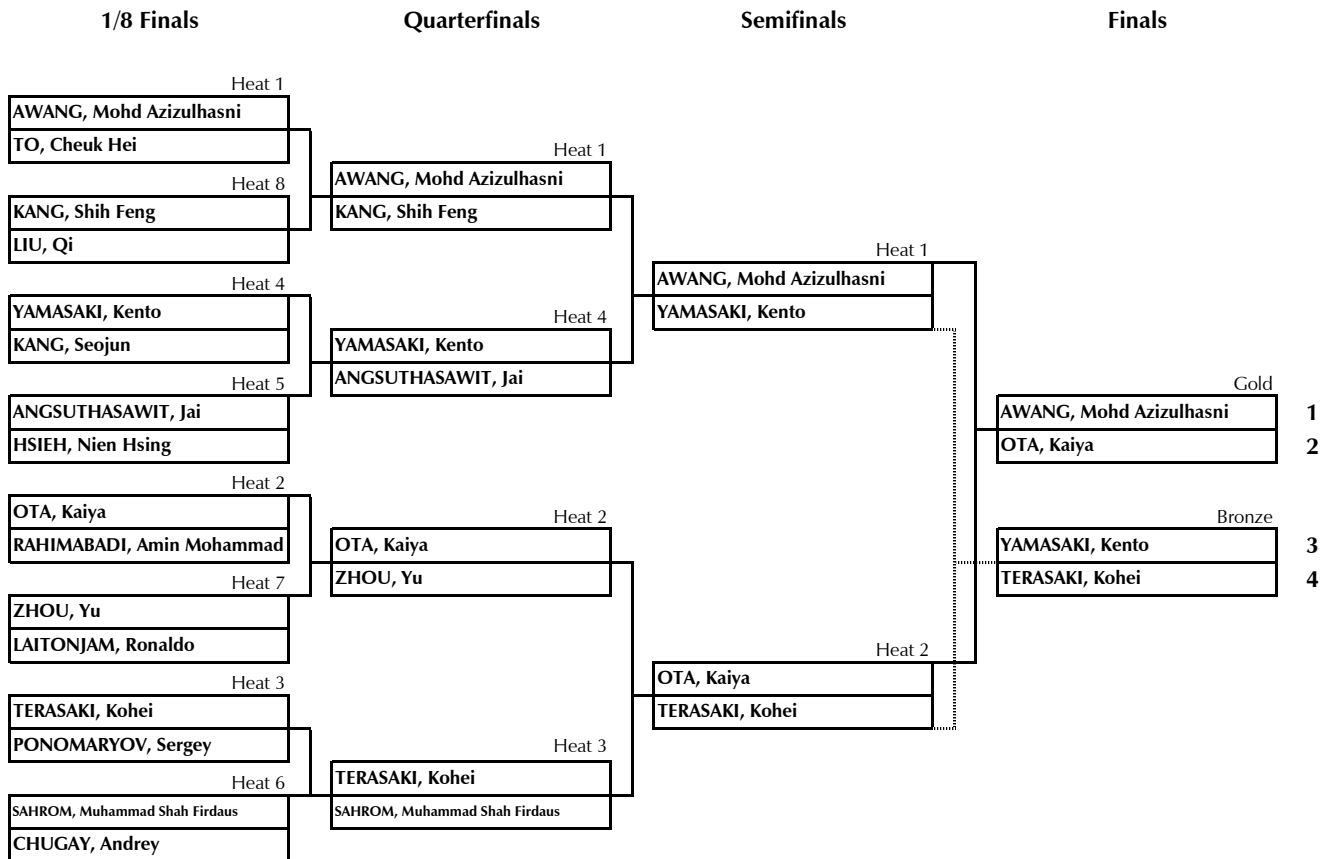 1/8 Finals
Quarterfinals
Semifinals
Finals
Heat 1
AWANG, Mohd Azizulhasni
TO, Cheuk Hei
Heat 8
KANG, Shih Feng
LIU, Qi
Heat 4
YAMASAKI, Kento
KANG, Seojun
Heat 5
ANGSUTHASAWIT, Jai
HSIEH, Nien Hsing
Heat 2
OTA, Kaiya
RAHIMABADI, Amin Mohammad
Heat 7
ZHOU, Yu
LAITONJAM, Ronaldo
Heat 3
TERASAKI, Kohei
PONOMARYOV, Sergey
Heat 6
SAHROM, Muhammad Shah Firdaus
CHUGAY, Andrey
Heat 1
AWANG, Mohd Azizulhasni
KANG, Shih Feng
Heat 4
YAMASAKI, Kento
ANGSUTHASAWIT, Jai
Heat 2
OTA, Kaiya
ZHOU, Yu
Heat 3
TERASAKI, Kohei
SAHROM, Muhammad Shah Firdaus
Heat 1
AWANG, Mohd Azizulhasni
YAMASAKI, Kento
Heat 2
OTA, Kaiya
TERASAKI, Kohei
Gold
AWANG, Mohd Azizulhasni 1
OTA, Kaiya 2
Bronze
YAMASAKI, Kento 3
TERASAKI, Kohei 4